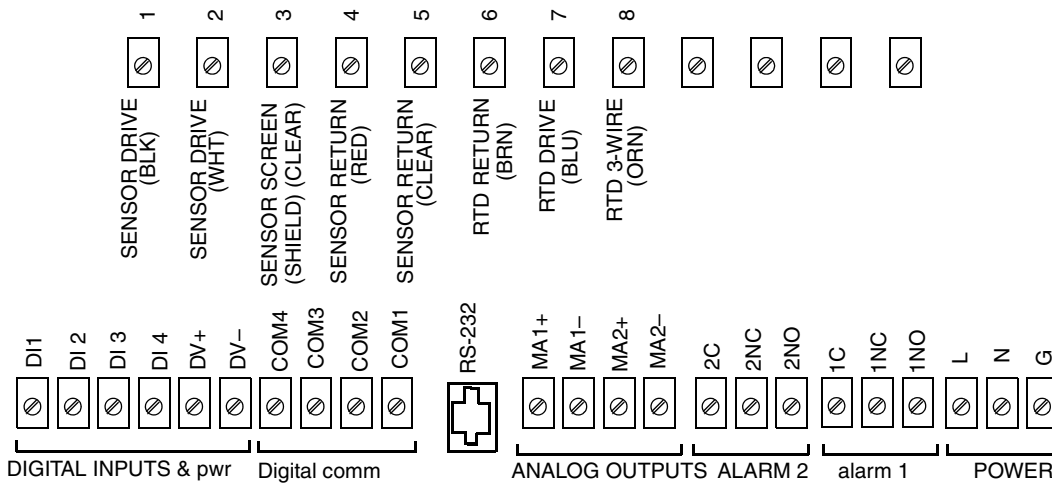 1 2 3 4 5 6 7 8
SENSOR DRIVE
(BLK)
SENSOR DRIVE
(WHT)
SENSOR SCREEN
(SHIELD) (CLEAR)
SENSOR RETURN
(RED)
SENSOR RETURN
(CLEAR)
RTD RETURN
(BRN)
RTD DRIVE
(BLU)
RTD 3-WIRE
(ORN)
DI1
DI 2
DI 3
DI 4
DV+
DV–
COM4
COM3
COM2
COM1
RS-232
MA1+
MA1–
MA2+
MA2–
2C
2NC
2NO
1C
1NC
1NO
L
N
G
DIGITAL INPUTS & pwr
Digital comm
ANALOG OUTPUTS
ALARM 2
alarm 1
POWER